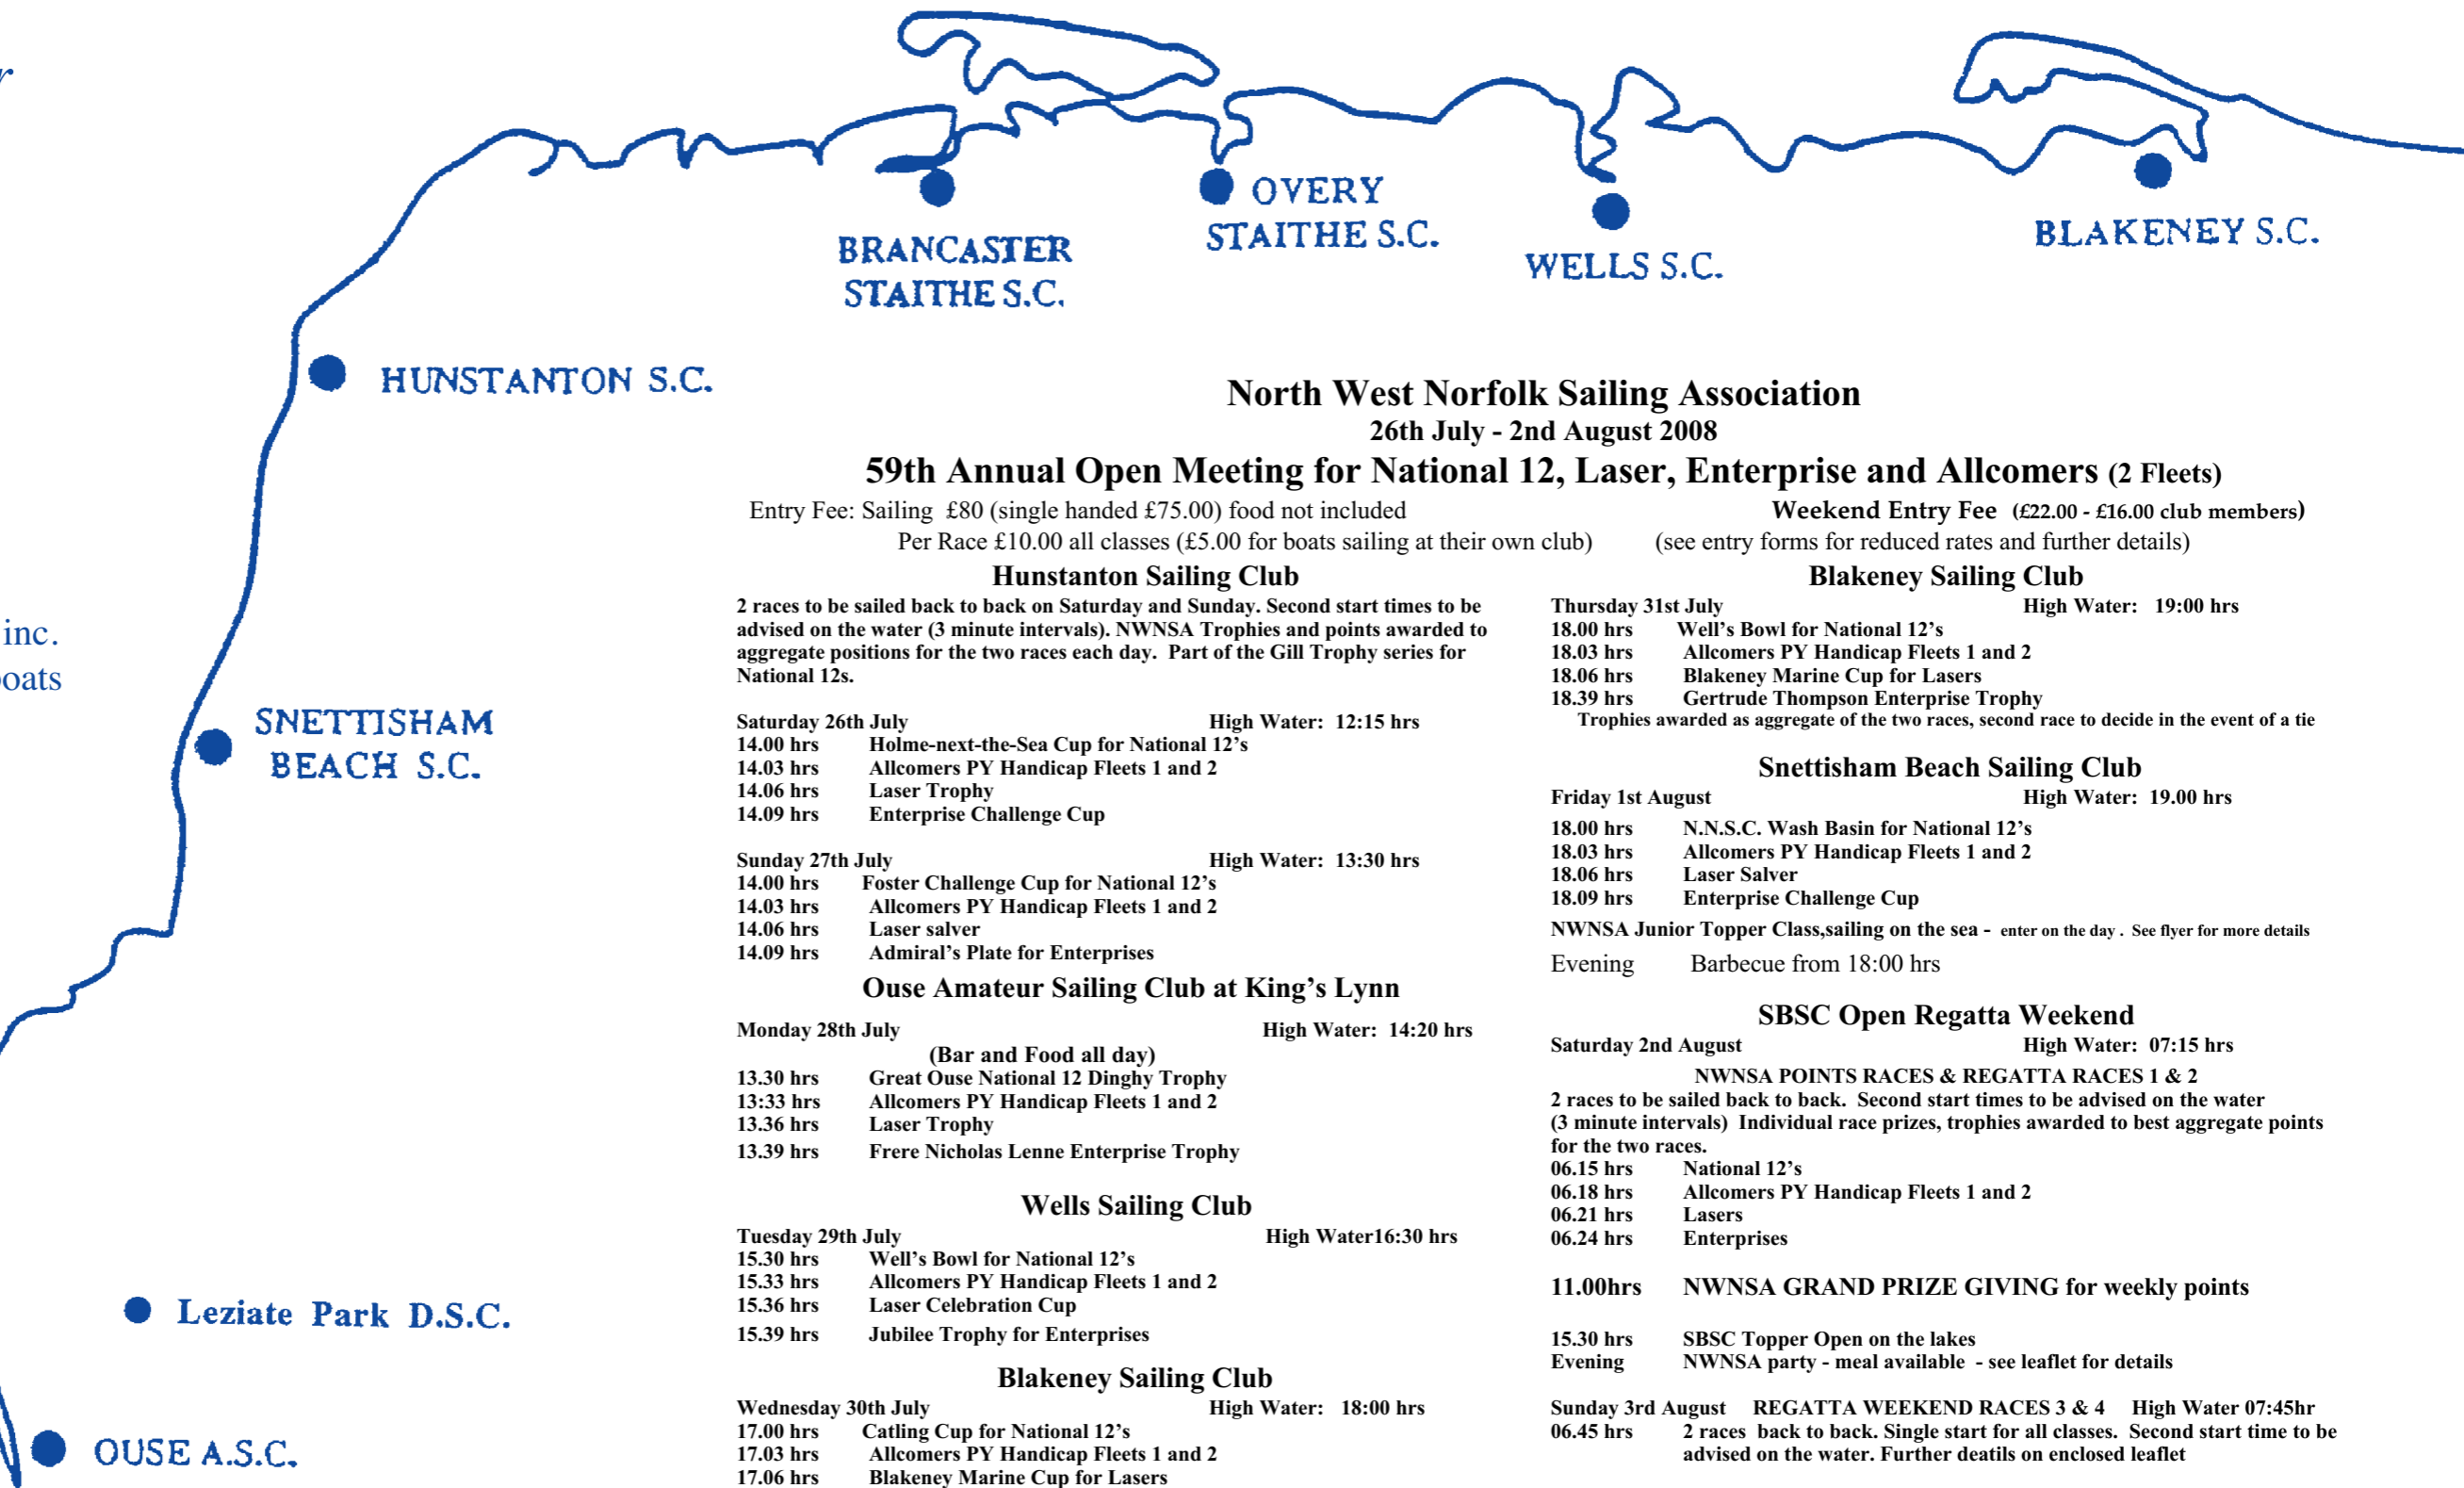 r
inc.
oats
BRANCASTER
STAITHE S.C.
OVERY
STAITHE S.C.
WELLS S.C.
BLAKENEY S.C.
HUNSTANTON S.C.
SNETTISHAM
BEACH S.C.
Leziate Park D.S.C.
OUSE A.S.C.
North West Norfolk Sailing Association
26th July - 2nd August 2008
59th Annual Open Meeting for National 12, Laser, Enterprise and Allcomers (2 Fleets)
Entry Fee: Sailing £80 (single handed £75.00) food not included
Weekend Entry Fee (£22.00 - £16.00 club members)
Per Race £10.00 all classes (£5.00 for boats sailing at their own club)
(see entry forms for reduced rates and further details)
Hunstanton Sailing Club
2 races to be sailed back to back on Saturday and Sunday. Second start times to be
advised on the water (3 minute intervals). NWNSA Trophies and points awarded to
aggregate positions for the two races each day. Part of the Gill Trophy series for
National 12s.
Saturday 26th July High Water: 12:15 hrs
14.00 hrs Holme-next-the-Sea Cup for National 12’s
14.03 hrs Allcomers PY Handicap Fleets 1 and 2
14.06 hrs Laser Trophy
14.09 hrs Enterprise Challenge Cup
Sunday 27th July High Water: 13:30 hrs
14.00 hrs Foster Challenge Cup for National 12’s
14.03 hrs Allcomers PY Handicap Fleets 1 and 2
14.06 hrs Laser salver
14.09 hrs Admiral’s Plate for Enterprises
Ouse Amateur Sailing Club at King’s Lynn
Monday 28th July High Water: 14:20 hrs
(Bar and Food all day)
13.30 hrs Great Ouse National 12 Dinghy Trophy
13:33 hrs Allcomers PY Handicap Fleets 1 and 2
13.36 hrs Laser Trophy
13.39 hrs Frere Nicholas Lenne Enterprise Trophy
Wells Sailing Club
Tuesday 29th July High Water16:30 hrs
15.30 hrs Well’s Bowl for National 12’s
15.33 hrs Allcomers PY Handicap Fleets 1 and 2
15.36 hrs Laser Celebration Cup
15.39 hrs Jubilee Trophy for Enterprises
Blakeney Sailing Club
Wednesday 30th July High Water: 18:00 hrs
17.00 hrs Catling Cup for National 12’s
17.03 hrs Allcomers PY Handicap Fleets 1 and 2
17.06 hrs Blakeney Marine Cup for Lasers
Blakeney Sailing Club
Thursday 31st July High Water: 19:00 hrs
18.00 hrs Well’s Bowl for National 12’s
18.03 hrs Allcomers PY Handicap Fleets 1 and 2
18.06 hrs Blakeney Marine Cup for Lasers
18.39 hrs Gertrude Thompson Enterprise Trophy
Trophies awarded as aggregate of the two races, second race to decide in the event of a tie
Snettisham Beach Sailing Club
Friday 1st August High Water: 19.00 hrs
18.00 hrs N.N.S.C. Wash Basin for National 12’s
18.03 hrs Allcomers PY Handicap Fleets 1 and 2
18.06 hrs Laser Salver
18.09 hrs Enterprise Challenge Cup
NWNSA Junior Topper Class,sailing on the sea - enter on the day . See flyer for more details
Evening Barbecue from 18:00 hrs
SBSC Open Regatta Weekend
Saturday 2nd August High Water: 07:15 hrs
NWNSA POINTS RACES & REGATTA RACES 1 & 2
2 races to be sailed back to back. Second start times to be advised on the water
(3 minute intervals) Individual race prizes, trophies awarded to best aggregate points
for the two races.
06.15 hrs National 12’s
06.18 hrs Allcomers PY Handicap Fleets 1 and 2
06.21 hrs Lasers
06.24 hrs Enterprises
11.00hrs NWNSA GRAND PRIZE GIVING for weekly points
15.30 hrs SBSC Topper Open on the lakes
Evening NWNSA party - meal available - see leaflet for details
Sunday 3rd August REGATTA WEEKEND RACES 3 & 4 High Water 07:45hr
06.45 hrs 2 races back to back. Single start for all classes. Second start time to be
advised on the water. Further deatils on enclosed leaflet